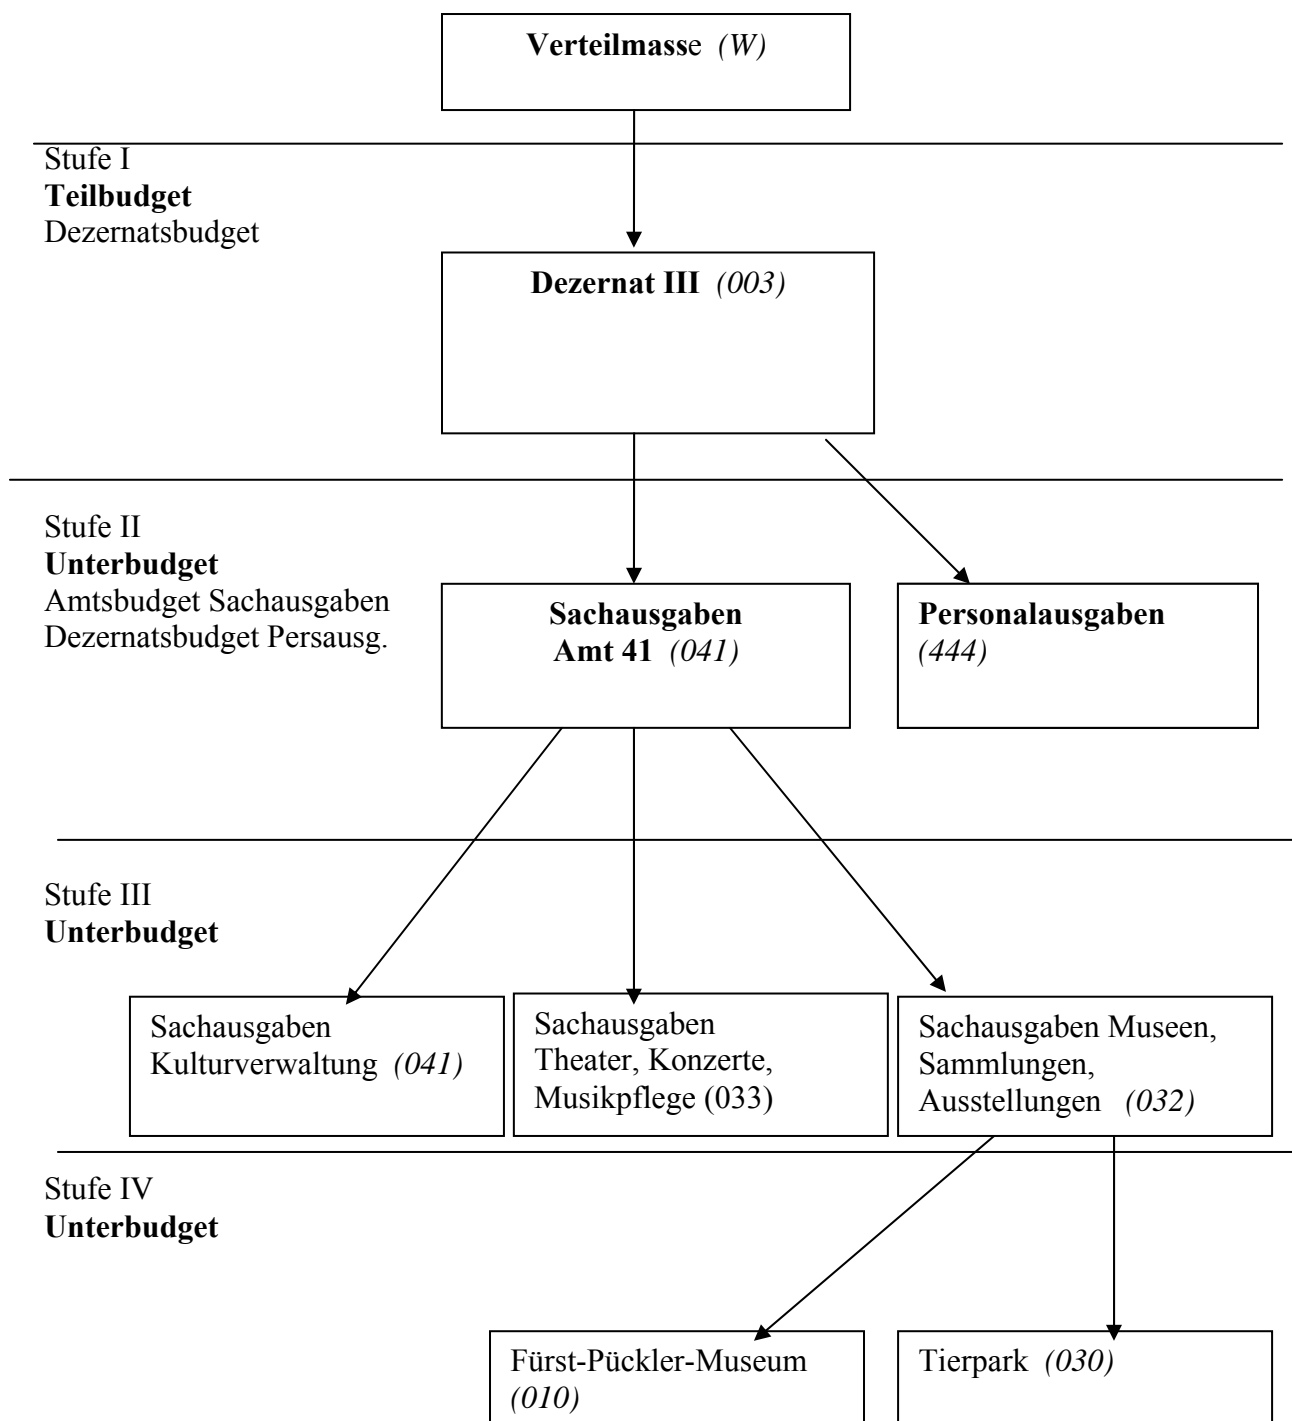 Verteilmasse (W)
Stufe I
Teilbudget
Dezernatsbudget
Dezernat III (003)
Stufe II
Unterbudget
Amtsbudget Sachausgaben
Dezernatsbudget Persausg.
Sachausgaben
Amt 41 (041)
Personalausgaben
(444)
Stufe III
Unterbudget
Sachausgaben
Kulturverwaltung (041)
Sachausgaben
Theater, Konzerte,
Musikpflege (033)
Sachausgaben Museen,
Sammlungen,
Ausstellungen (032)
Stufe IV
Unterbudget
Fürst-Pückler-Museum
(010)
Tierpark (030)